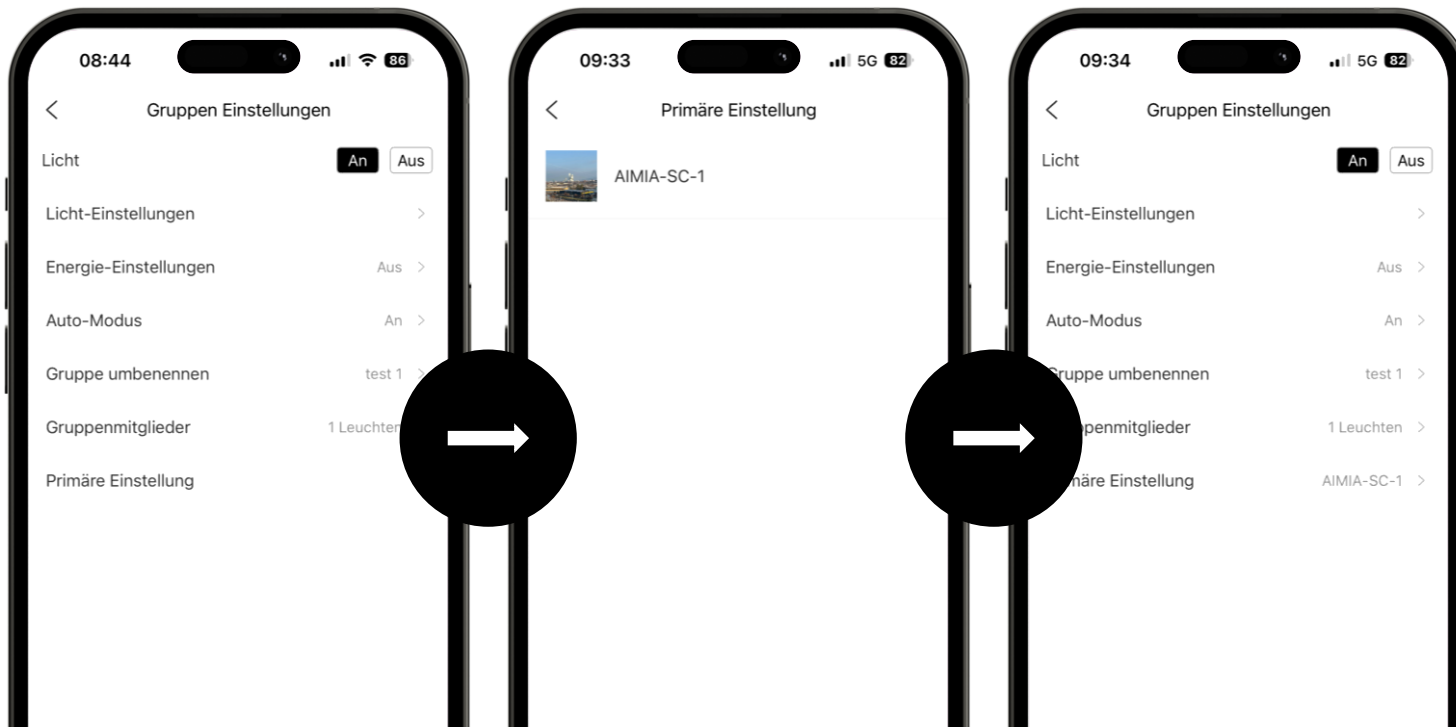 08:44
86
Gruppen Einstellungen
Licht
An
Aus
Licht-Einstellungen
Energie-Einstellungen
Aus
Auto-Modus
An
Gruppe umbenennen
test 1
Gruppenmitglieder
1 Leuchten
Primäre Einstellung
09:33
5G
82
Primäre Einstellung
AIMIA-SC-1
09:34
5G
82
Gruppen Einstellungen
Licht
An
Aus
Licht-Einstellungen
Energie-Einstellungen
Aus
Auto-Modus
An
ruppe umbenennen
test 1
penmitglieder
1 Leuchten
märe Einstellung
AIMIA-SC-1